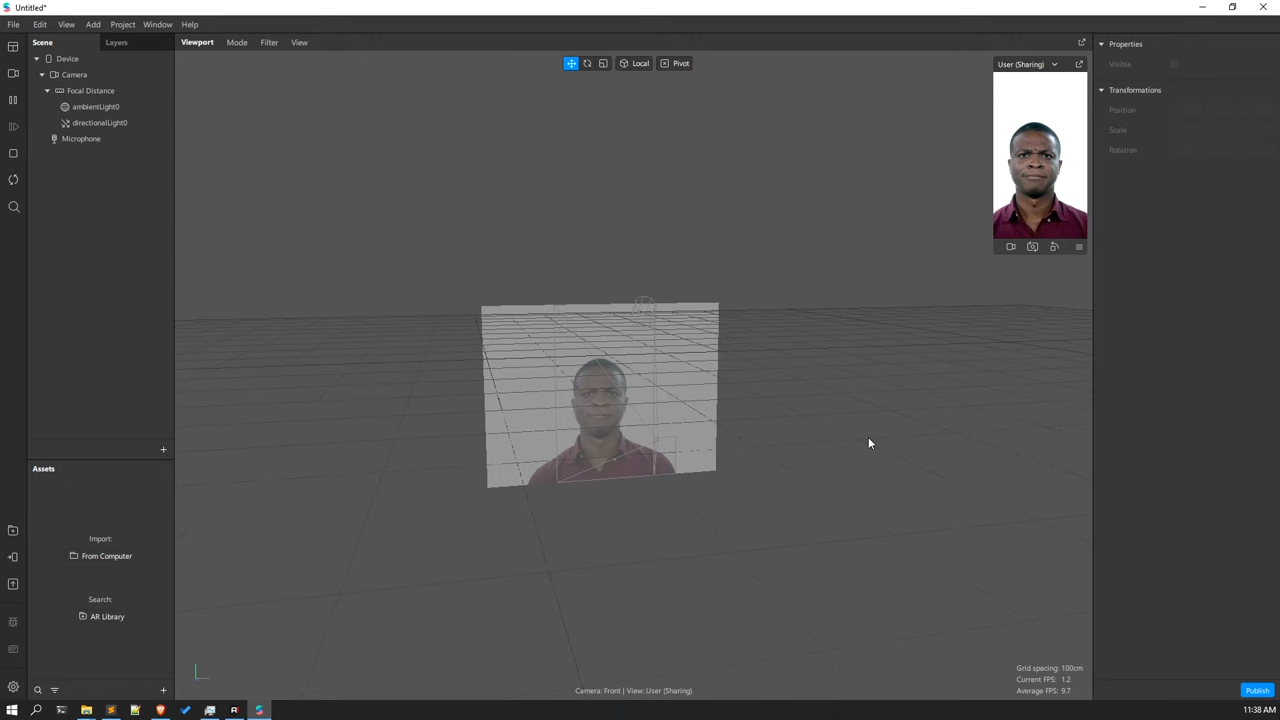 Untitled*
File Edit View Add Project Window Help
Scene Layers
Viewport Mode Filter View
Properties
Device
Local Pivot
User (Sharing)
Visible
Camera
Focal Distance
Transformations
ambientLight0
Position
directionalLight0
Scale
Microphone
Rotation
Assets
Import:
From Computer
Search:
AR Library
Grid spacing: 100cm
Current FPS: 1.2
Average FPS: 9.7
Camera: Front | View: User (Sharing)
Publish
11:38 AM